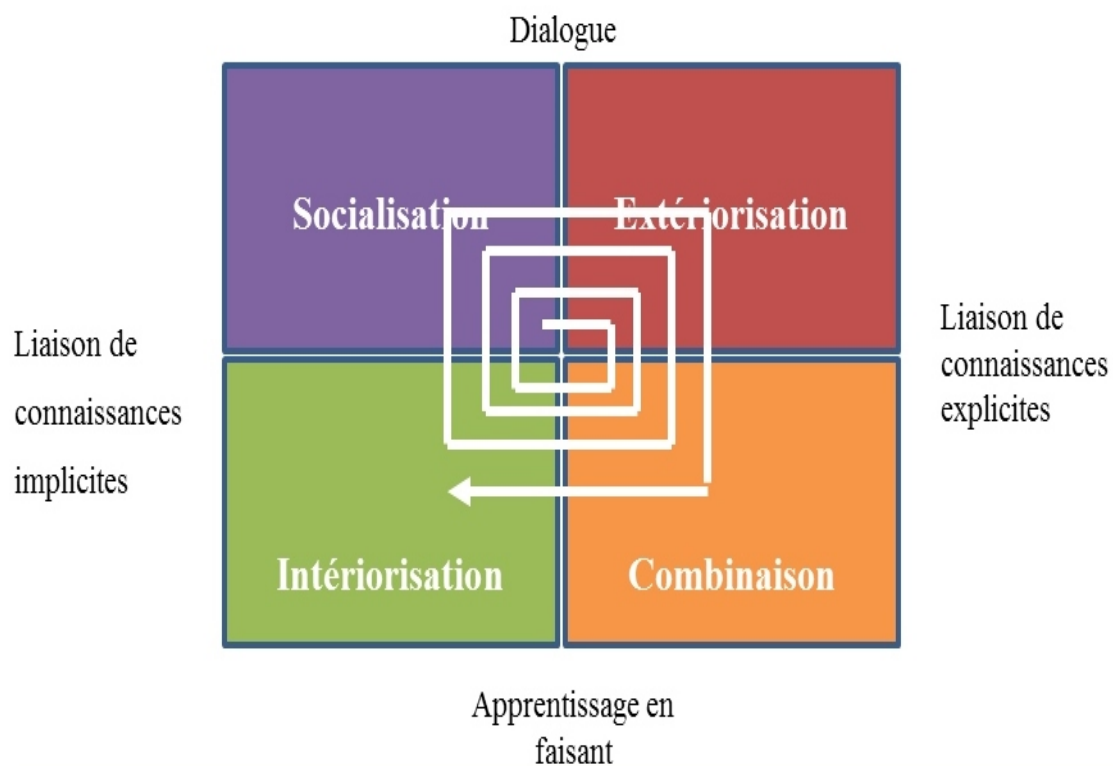 Dialogue
Socialisation
Extériorisation
Liaison de
connaissances
implicites
Liaison de
connaissances
explicites
Intériorisation
Combinaison
Apprentissage en
faisant